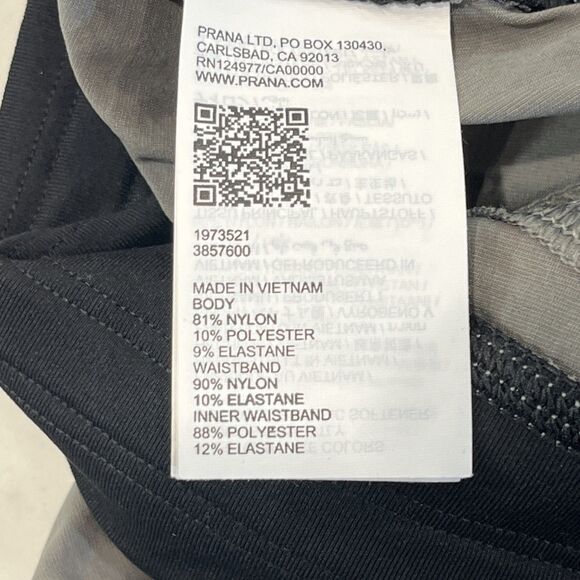 PRANA LTD, PO BOX 130430,
CARLSBAD, CA 92013
RN124977/CA00000
WWW.PRANA.COM
1973521
3857600
MADE IN VIETNAM
BODY
81% NYLON
10% POLYESTER
9% ELASTANE
WAISTBAND
90% NYLON
10% ELASTANE
INNER WAISTBAND
88% POLYESTER
12% ELASTANE